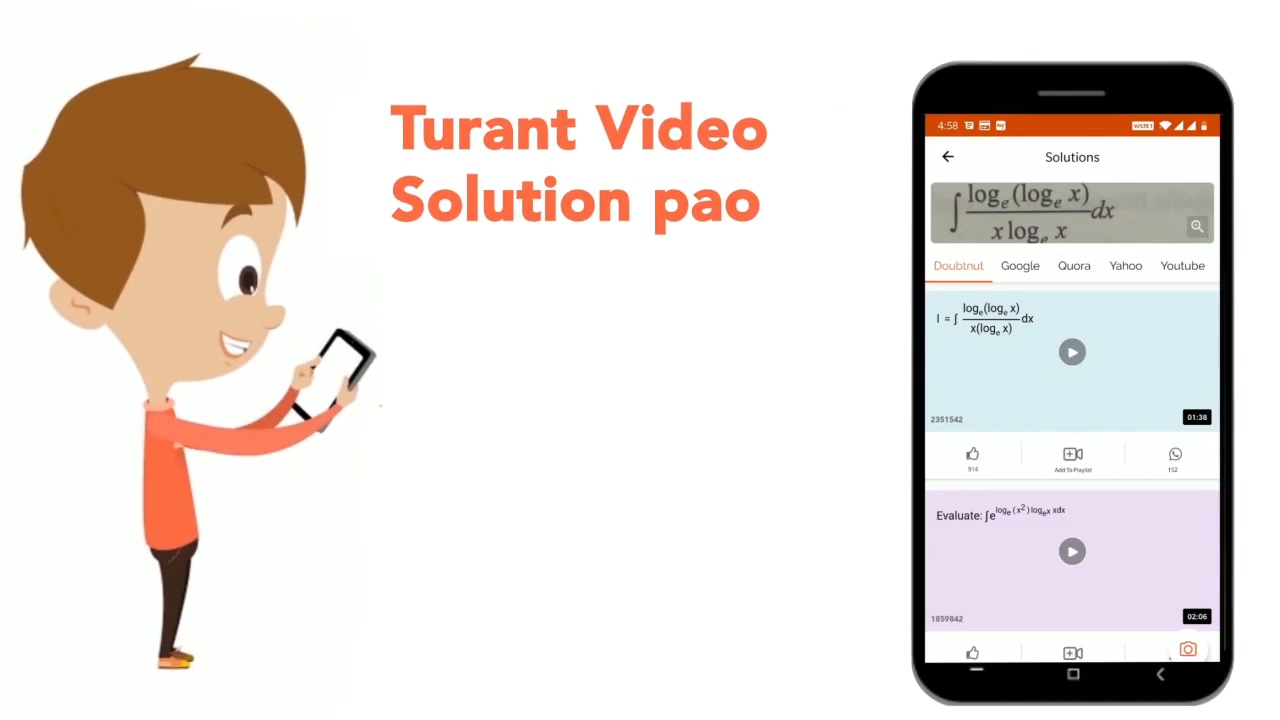 Turant Video
Solution pao
4:58
VoLTE1
Solutions
∫ logₑ(logₑ x) / x logₑ x dx
Doubtnut Google Quora Yahoo Youtube
I = ∫ logₑ(logₑ x) / x(logₑ x) dx
2351542
01:38
914 Add To Playlist 152
Evaluate: ∫e^logₑ(x²)logₑx xdx
1859842
02:06